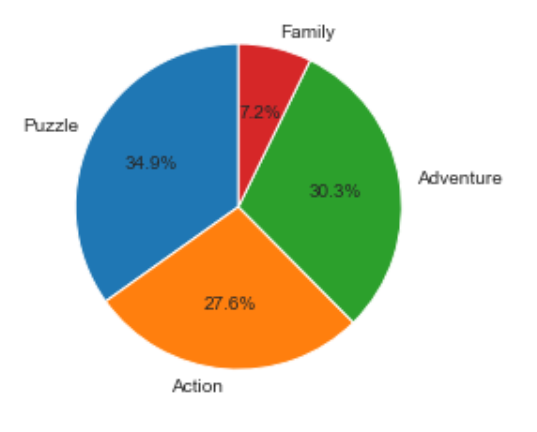 Family
7.2%
Puzzle
34.9%
Adventure
30.3%
27.6%
Action